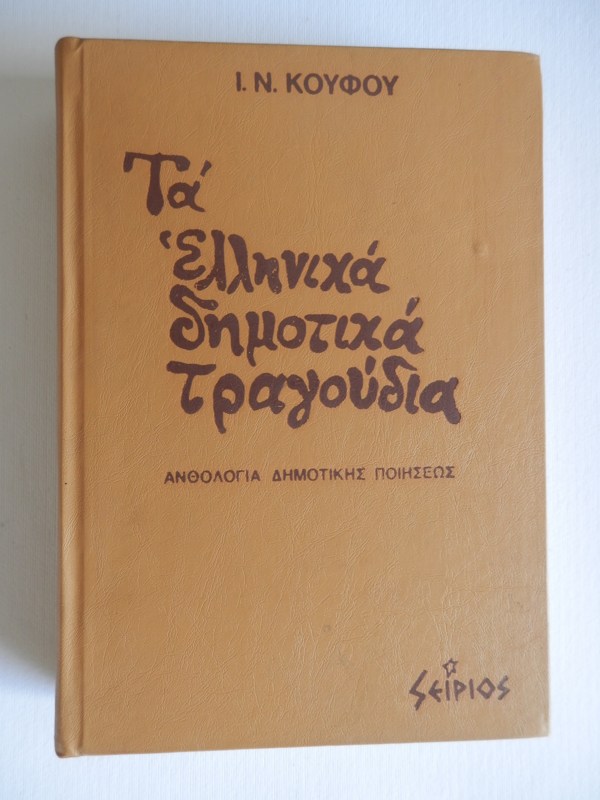 Ι. Ν. ΚΟΥΦΟΥ
Τά
Ἑλληνικά
δημοτικά
τραγούδια
ΑΝΘΟΛΟΓΙΑ ΔΗΜΟΤΙΚΗΣ ΠΟΙΗΣΕΩΣ
ΣΕΙΡΙΟΣ